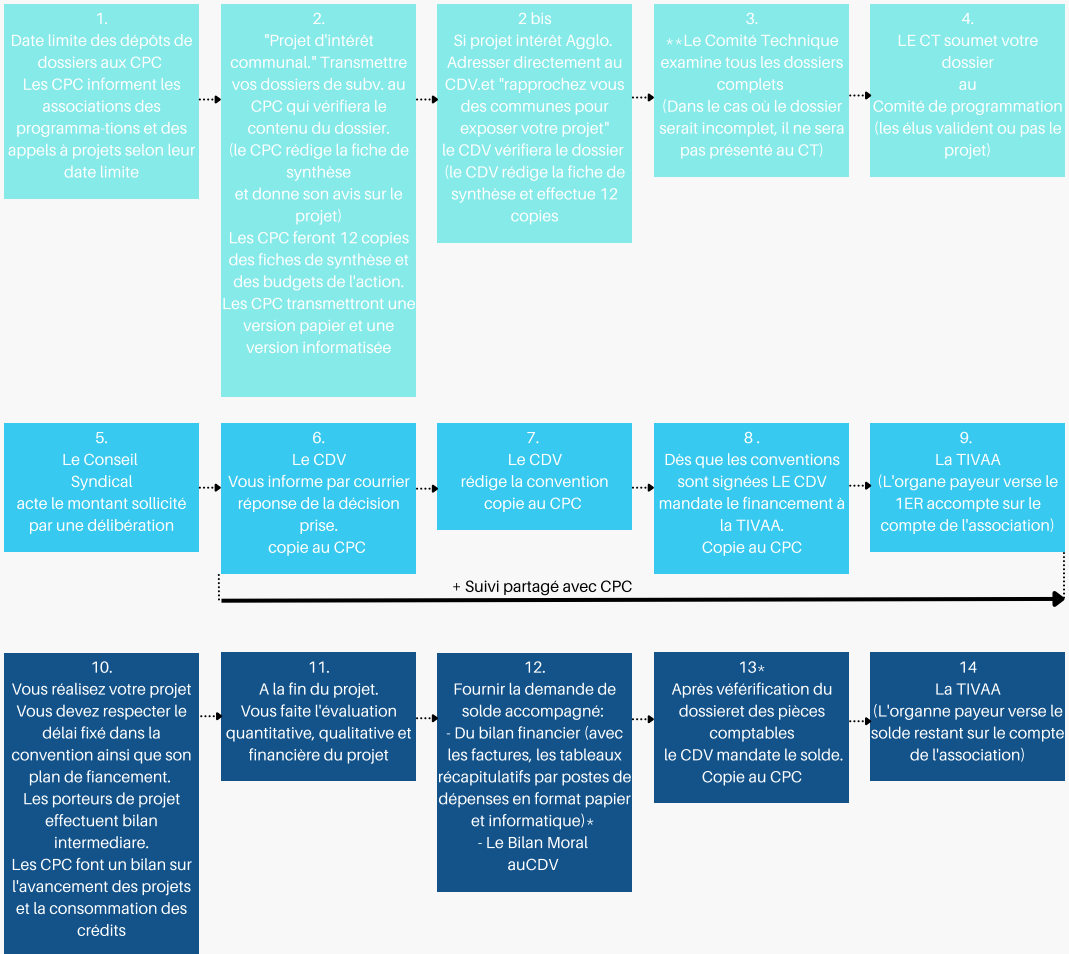 1.
Date limite des dépôts de
dossiers aux CPC
Les CPC informent les
associations des
programma-tions et des
appels à projets selon leur
date limite
2.
"Projet d'intérêt
communal." Transmettre
vos dossiers de subv. au
CPC qui vérifiera le
contenu du dossier.
(le CPC rédige la fiche de
synthèse
et donne son avis sur le
projet)
Les CPC feront 12 copies
des fiches de synthèse et
des budgets de l'action.
Les CPC transmettront une
version papier et une
version informatisée
2 bis
Si projet intérêt Agglo.
Adresser directement au
CDV.et "rapprochez vous
des communes pour
exposer votre projet"
le CDV vérifiera le dossier
(le CDV rédige la fiche de
synthèse et effectue 12
copies
3.
**Le Comité Technique
examine tous les dossiers
complets
(Dans le cas où le dossier
serait incomplet, il ne sera
pas présenté au CT)
4.
LE CT soumet votre
dossier
au
Comité de programmation
(les élus valident ou pas le
projet)
5.
Le Conseil
Syndical
acte le montant sollicité
par une délibération
6.
Le CDV
Vous informe par courrier
réponse de la décision
prise.
copie au CPC
7.
Le CDV
rédige la convention
copie au CPC
8 .
Dès que les conventions
sont signées LE CDV
mandate le financement à
la TIVAA.
Copie au CPC
9.
La TIVAA
(L'organe payeur verse le
1ER accompte sur le
compte de l'association)
+ Suivi partagé avec CPC
10.
Vous réalisez votre projet
Vous devez respecter le
délai fixé dans la
convention ainsi que son
plan de fiancement.
Les porteurs de projet
effectuent bilan
intermediare.
Les CPC font un bilan sur
l'avancement des projets
et la consommation des
crédits
11.
A la fin du projet.
Vous faite l'évaluation
quantitative, qualitative et
financière du projet
12.
Fournir la demande de
solde accompagné:
- Du bilan financier (avec
les factures, les tableaux
récapitulatifs par postes de
dépenses en format papier
et informatique)*
- Le Bilan Moral
auCDV
13*
Après véférification du
dossieret des pièces
comptables
le CDV mandate le solde.
Copie au CPC
14
La TIVAA
(L'organne payeur verse le
solde restant sur le compte
de l'association)